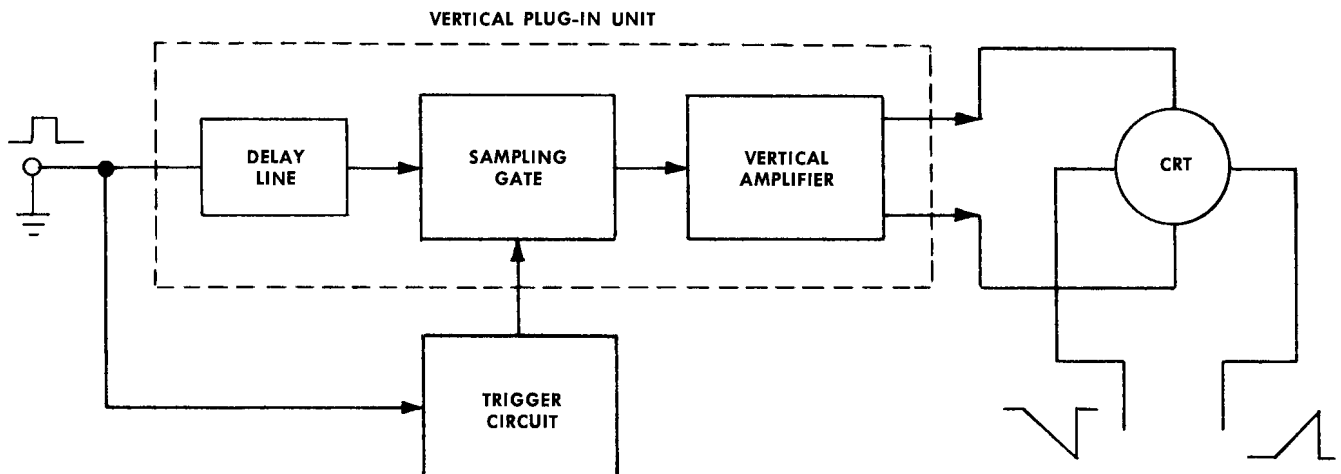 VERTICAL PLUG-IN UNIT
DELAY
LINE
SAMPLING
GATE
VERTICAL
AMPLIFIER
CRT
TRIGGER
CIRCUIT